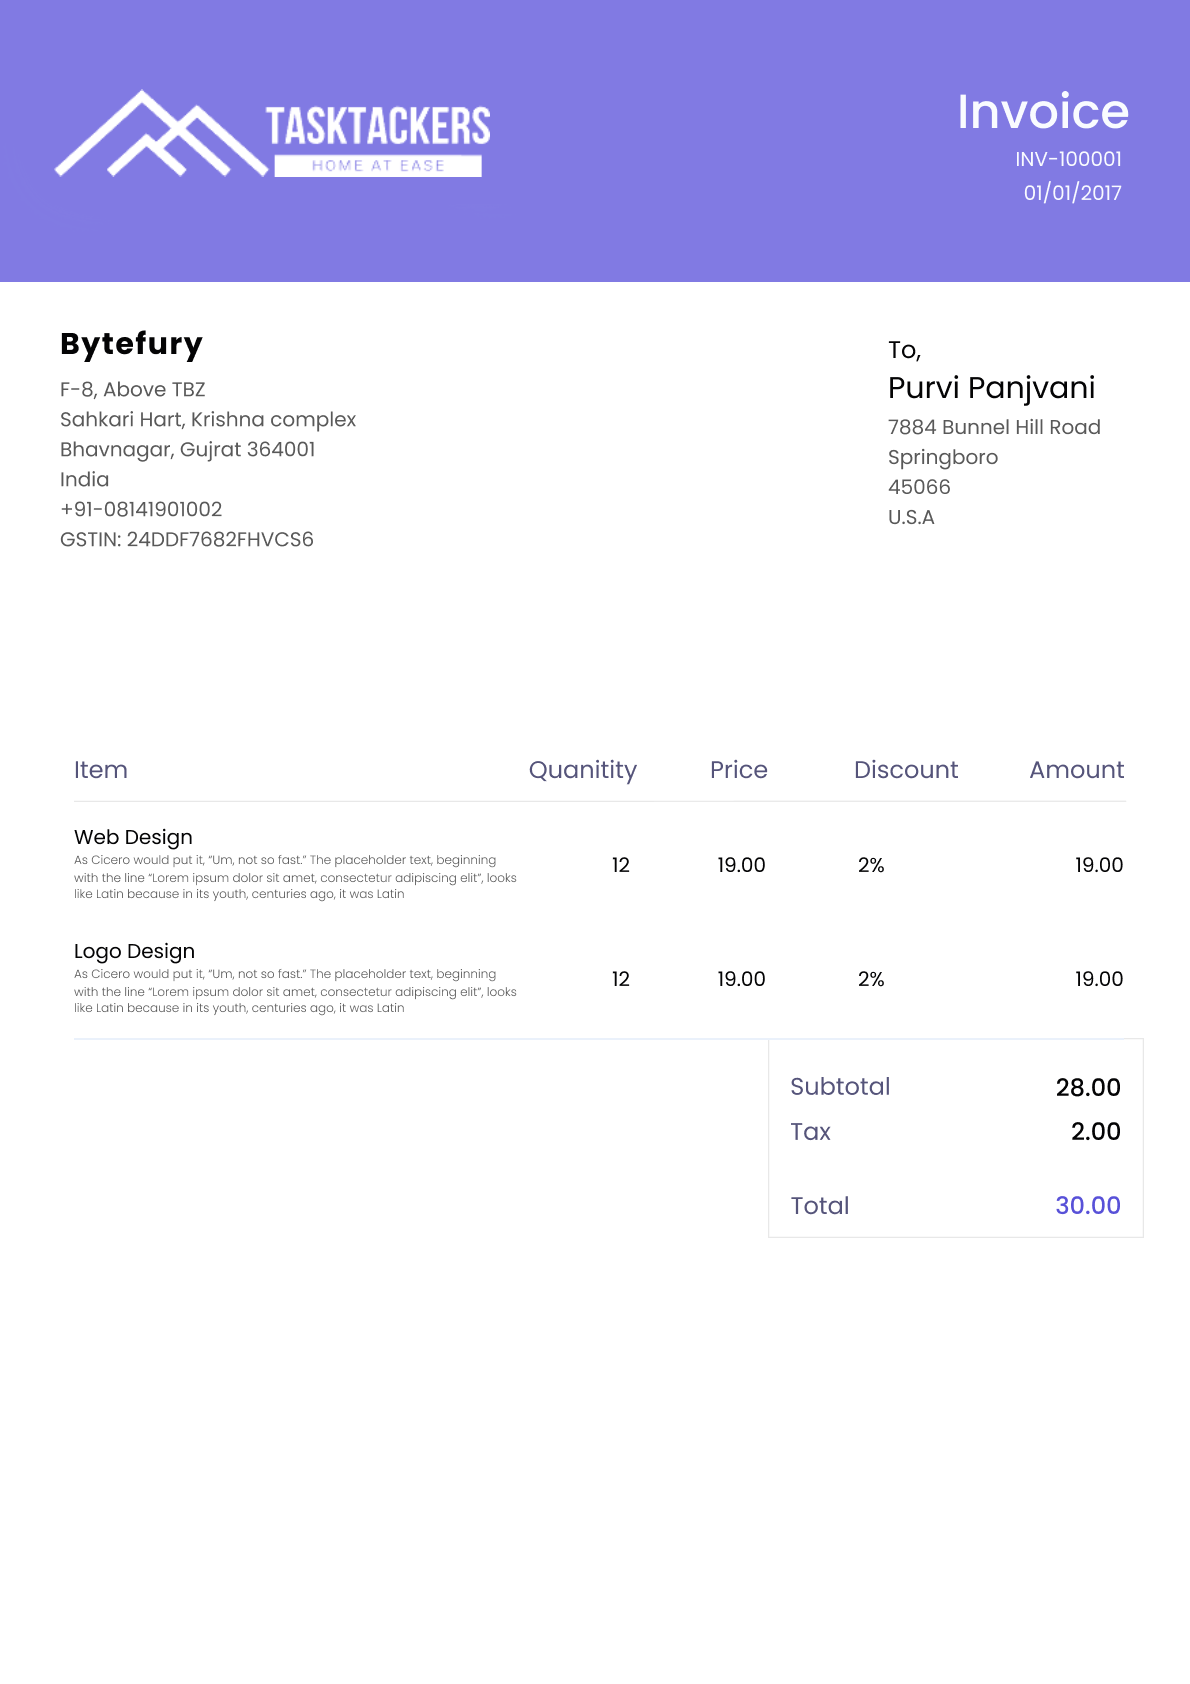 TASKTACKERS
HOME AT EASE
Invoice
INV-100001
01/01/2017
Bytefury
F-8, Above TBZ
Sahkari Hart, Krishna complex
Bhavnagar, Gujrat 364001
India
+91-08141901002
GSTIN: 24DDF7682FHVCS6
To,
Purvi Panjvani
7884 Bunnel Hill Road
Springboro
45066
U.S.A
Item Quanitity Price Discount Amount
Web Design
As Cicero would put it, “Um, not so fast.” The placeholder text, beginning
with the line “Lorem ipsum dolor sit amet, consectetur adipiscing elit”, looks
like Latin because in its youth, centuries ago, it was Latin
12 19.00 2% 19.00
Logo Design
As Cicero would put it, “Um, not so fast.” The placeholder text, beginning
with the line “Lorem ipsum dolor sit amet, consectetur adipiscing elit”, looks
like Latin because in its youth, centuries ago, it was Latin
12 19.00 2% 19.00
Subtotal 28.00
Tax 2.00
Total 30.00